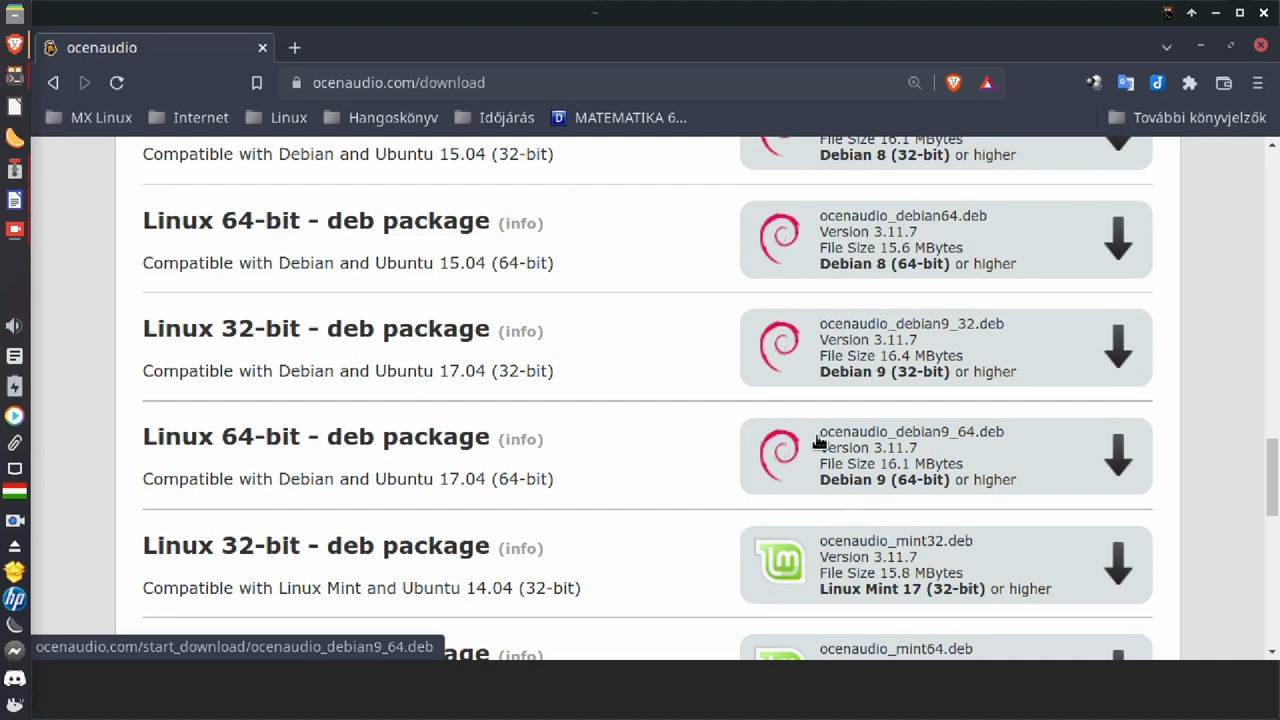 ~
ocenaudio
ocenaudio.com/download
MX Linux
Internet
Linux
Hangoskönyv
Időjárás
MATEMATIKA 6...
További könyvjelzők
Compatible with Debian and Ubuntu 15.04 (32-bit)
File Size 16.1 MBytes
Debian 8 (32-bit) or higher
Linux 64-bit - deb package (info)
Compatible with Debian and Ubuntu 15.04 (64-bit)
ocenaudio_debian64.deb
Version 3.11.7
File Size 15.6 MBytes
Debian 8 (64-bit) or higher
Linux 32-bit - deb package (info)
Compatible with Debian and Ubuntu 17.04 (32-bit)
ocenaudio_debian9_32.deb
Version 3.11.7
File Size 16.4 MBytes
Debian 9 (32-bit) or higher
Linux 64-bit - deb package (info)
Compatible with Debian and Ubuntu 17.04 (64-bit)
ocenaudio_debian9_64.deb
Version 3.11.7
File Size 16.1 MBytes
Debian 9 (64-bit) or higher
Linux 32-bit - deb package (info)
Compatible with Linux Mint and Ubuntu 14.04 (32-bit)
ocenaudio_mint32.deb
Version 3.11.7
File Size 15.8 MBytes
Linux Mint 17 (32-bit) or higher
(info)
ocenaudio_mint64.deb
ocenaudio.com/start_download/ocenaudio_debian9_64.deb